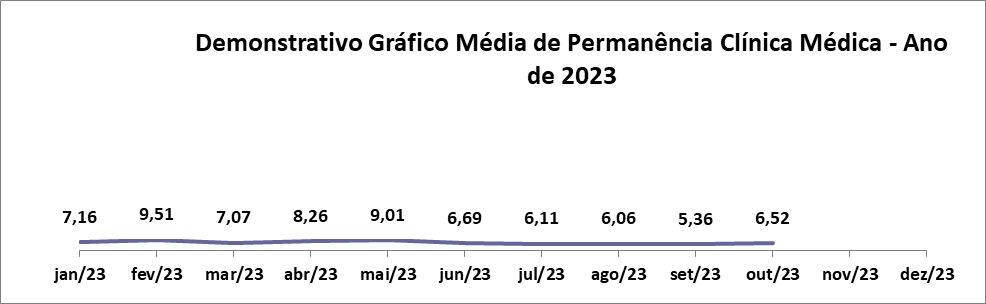 Demonstrativo Gráfico Média de Permanência Clínica Médica - Ano
de 2023
7,16 9,51 7,07 8,26 9,01 6,69 6,11 6,06 5,36 6,52
jan/23 fev/23 mar/23 abr/23 mai/23 jun/23 jul/23 ago/23 set/23 out/23 nov/23 dez/23